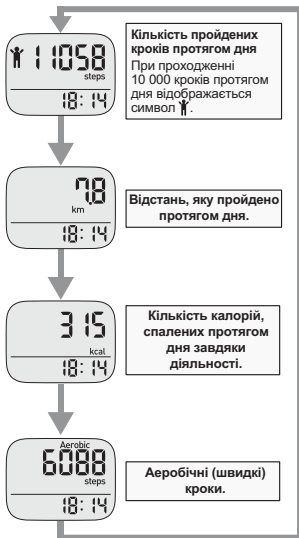 11058
steps
18:14
Кількість пройдених
кроків протягом дня
При проходженні
10 000 кроків протягом
дня відображається
символ .
7.8
km
18:14
Відстань, яку пройдено
протягом дня.
315
kcal
18:14
Кількість калорій,
спалених протягом
дня завдяки
діяльності.
Aerobic
6088
steps
18:14
Аеробічні (швидкі)
кроки.